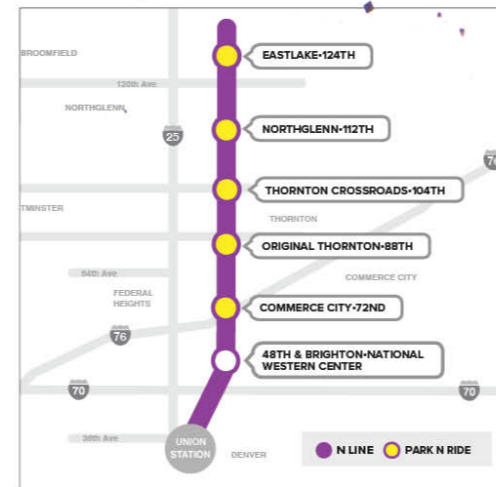 BROOMFIELD
EASTLAKE•124TH
120th Ave
NORTHGLENN
NORTHGLENN•112TH
25
76
THORNTON CROSSROADS•104TH
TMINSTER
THORNTON
ORIGINAL THORNTON•88TH
84th Ave
COMMERCE CITY
FEDERAL
HEIGHTS
COMMERCE CITY•72ND
76
48TH & BRIGHTON•NATIONAL
WESTERN CENTER
70
70
38th Ave
UNION
STATION
DENVER
N LINE
PARK N RIDE